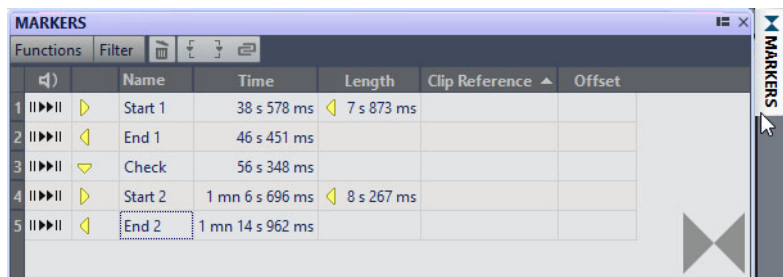 MARKERS
Functions Filter
Name Time Length Clip Reference Offset
1 Start 1 38 s 578 ms 7 s 873 ms
2 End 1 46 s 451 ms
3 Check 56 s 348 ms
4 Start 2 1 mn 6 s 696 ms 8 s 267 ms
5 End 2 1 mn 14 s 962 ms
MARKERS